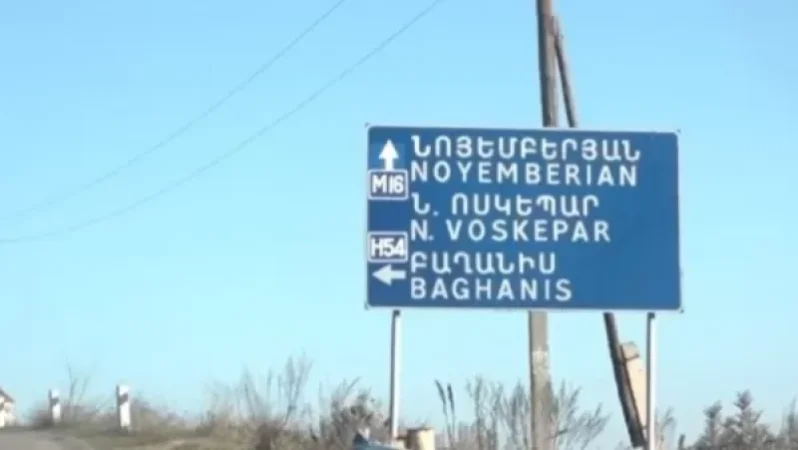 ՆՈՅԵՄԲԵՐՅԱՆ
M16 NOYEMBERIAN
Ն. ՈՍԿԵՊԱՐ
N. VOSKEPAR
H54 ԲԱՂԱՆԻՍ
BAGHANIS